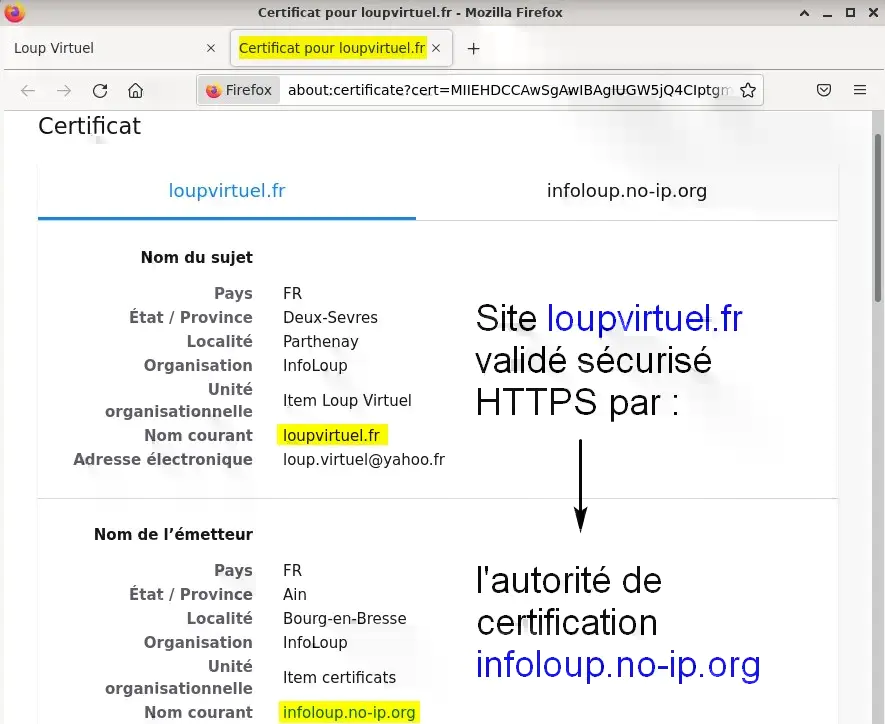 Certificat pour loupvirtuel.fr - Mozilla Firefox
Loup Virtuel
Certificat pour loupvirtuel.fr
Firefox about:certificate?cert=MIIEHDCCAwSgAwIBAgIUGW5jQ4CIptgm
Certificat
loupvirtuel.fr infoloup.no-ip.org
Nom du sujet
Pays FR
État / Province Deux-Sevres
Localité Parthenay
Organisation InfoLoup
Unité
organisationnelle Item Loup Virtuel
Nom courant loupvirtuel.fr
Adresse électronique loup.virtuel@yahoo.fr
Site loupvirtuel.fr
validé sécurisé
HTTPS par :
Nom de l’émetteur
Pays FR
État / Province Ain
Localité Bourg-en-Bresse
Organisation InfoLoup
Unité
organisationnelle Item certificats
Nom courant infoloup.no-ip.org
l'autorité de
certification
infoloup.no-ip.org